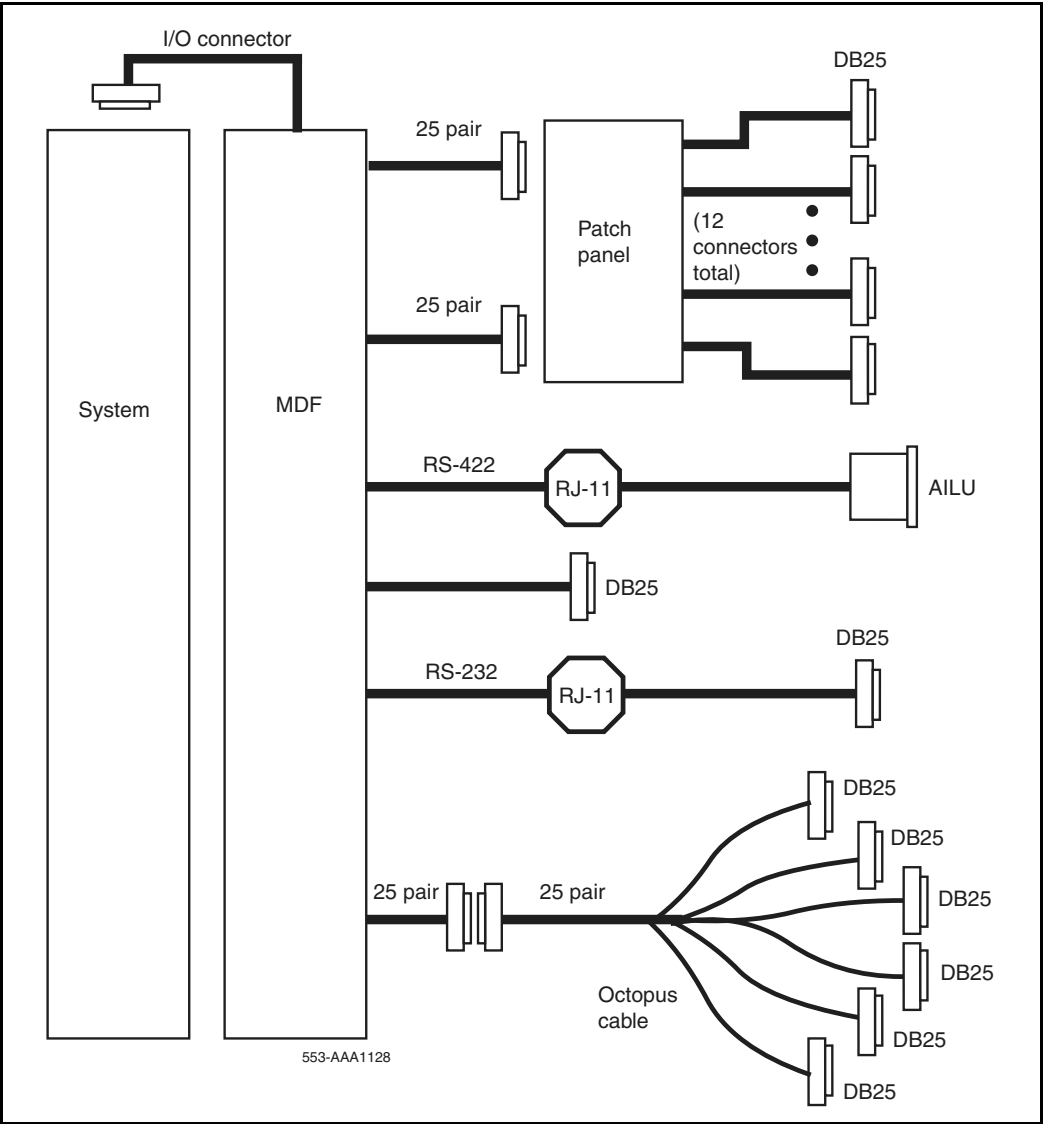 I/O connector
DB25
25 pair
Patch
panel
(12
connectors
total)
25 pair
System
MDF
RS-422
RJ-11
AILU
DB25
DB25
RS-232
RJ-11
DB25
DB25
25 pair
25 pair
DB25
DB25
Octopus
cable
DB25
DB25
553-AAA1128